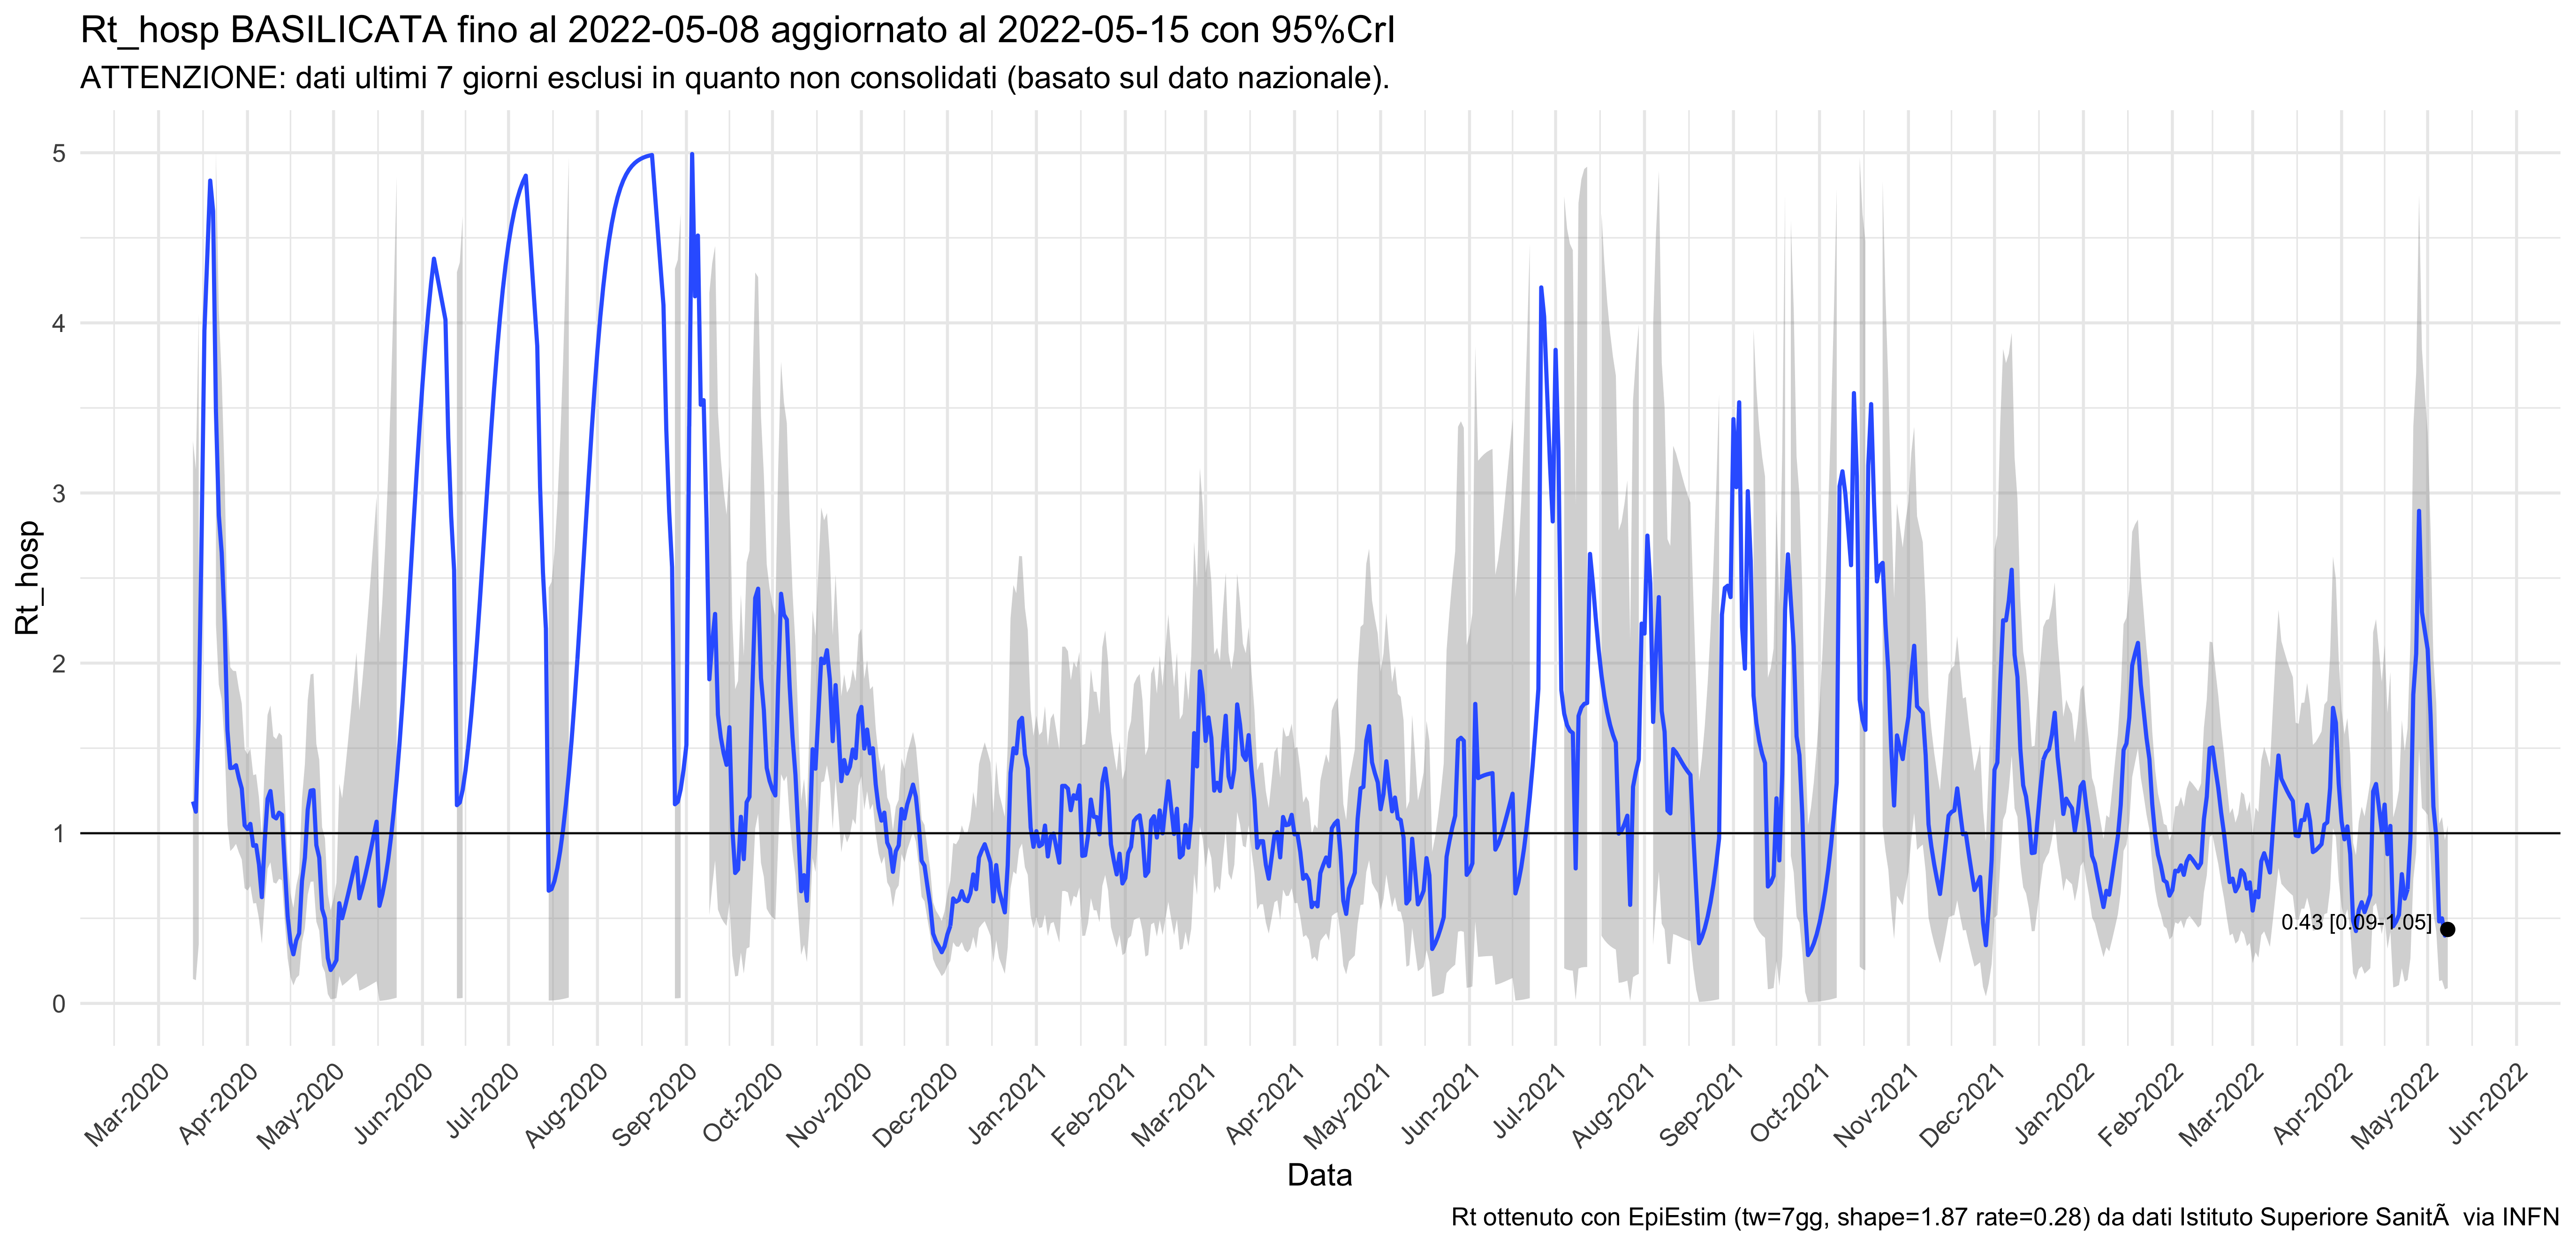 Rt_hosp BASILICATA fino al 2022-05-08 aggiornato al 2022-05-15 con 95%CrI
ATTENZIONE: dati ultimi 7 giorni esclusi in quanto non consolidati (basato sul dato nazionale).
Rt_hosp
5
4
3
2
1
0
0.43 [0.09-1.05]
Mar-2020
Apr-2020
May-2020
Jun-2020
Jul-2020
Aug-2020
Sep-2020
Oct-2020
Nov-2020
Dec-2020
Jan-2021
Feb-2021
Mar-2021
Apr-2021
May-2021
Jun-2021
Jul-2021
Aug-2021
Sep-2021
Oct-2021
Nov-2021
Dec-2021
Jan-2022
Feb-2022
Mar-2022
Apr-2022
May-2022
Jun-2022
Data
Rt ottenuto con EpiEstim (tw=7gg, shape=1.87 rate=0.28) da dati Istituto Superiore SanitÃ  via INFN